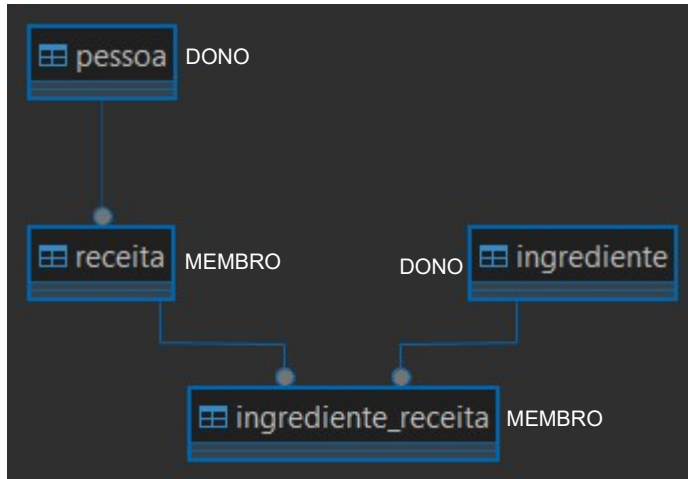 pessoa DONO
receita MEMBRO
DONO ingrediente
ingrediente_receita MEMBRO